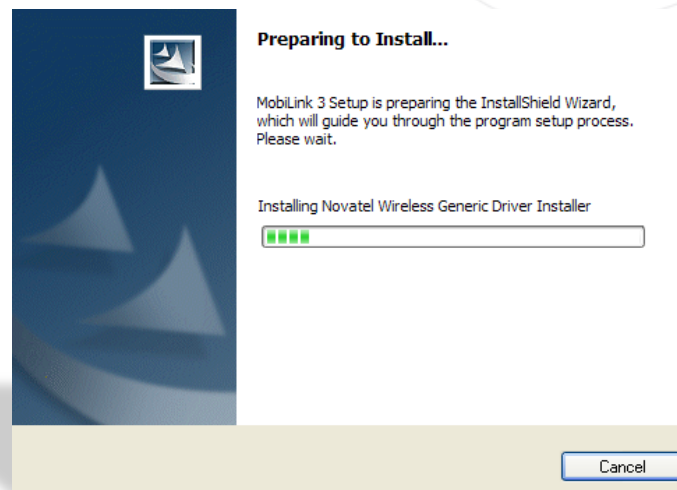 Preparing to Install...
MobiLink 3 Setup is preparing the InstallShield Wizard,
which will guide you through the program setup process.
Please wait.
Installing Novatel Wireless Generic Driver Installer
Cancel